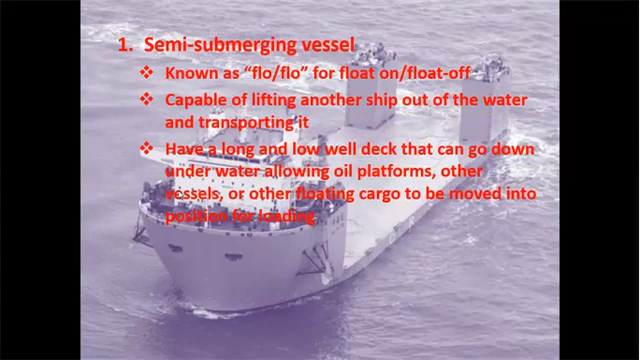 1. Semi-submerging vessel
❖ Known as “flo/flo” for float on/float-off
❖ Capable of lifting another ship out of the water
and transporting it
❖ Have a long and low well deck that can go down
under water allowing oil platforms, other
vessels, or other floating cargo to be moved into
position for loading